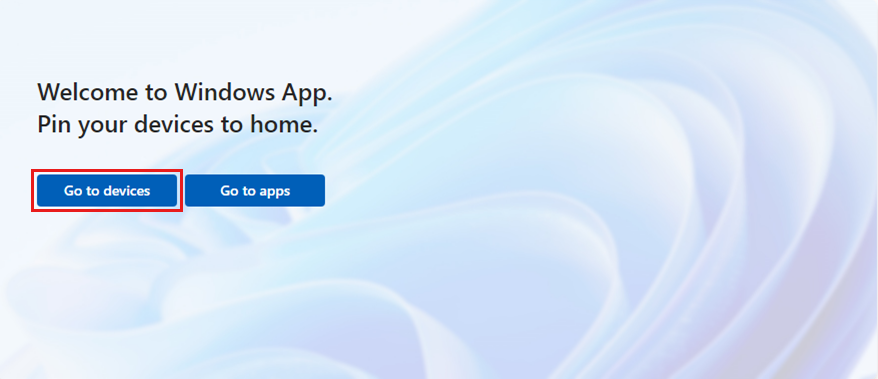 Welcome to Windows App.
Pin your devices to home.
Go to devices
Go to apps